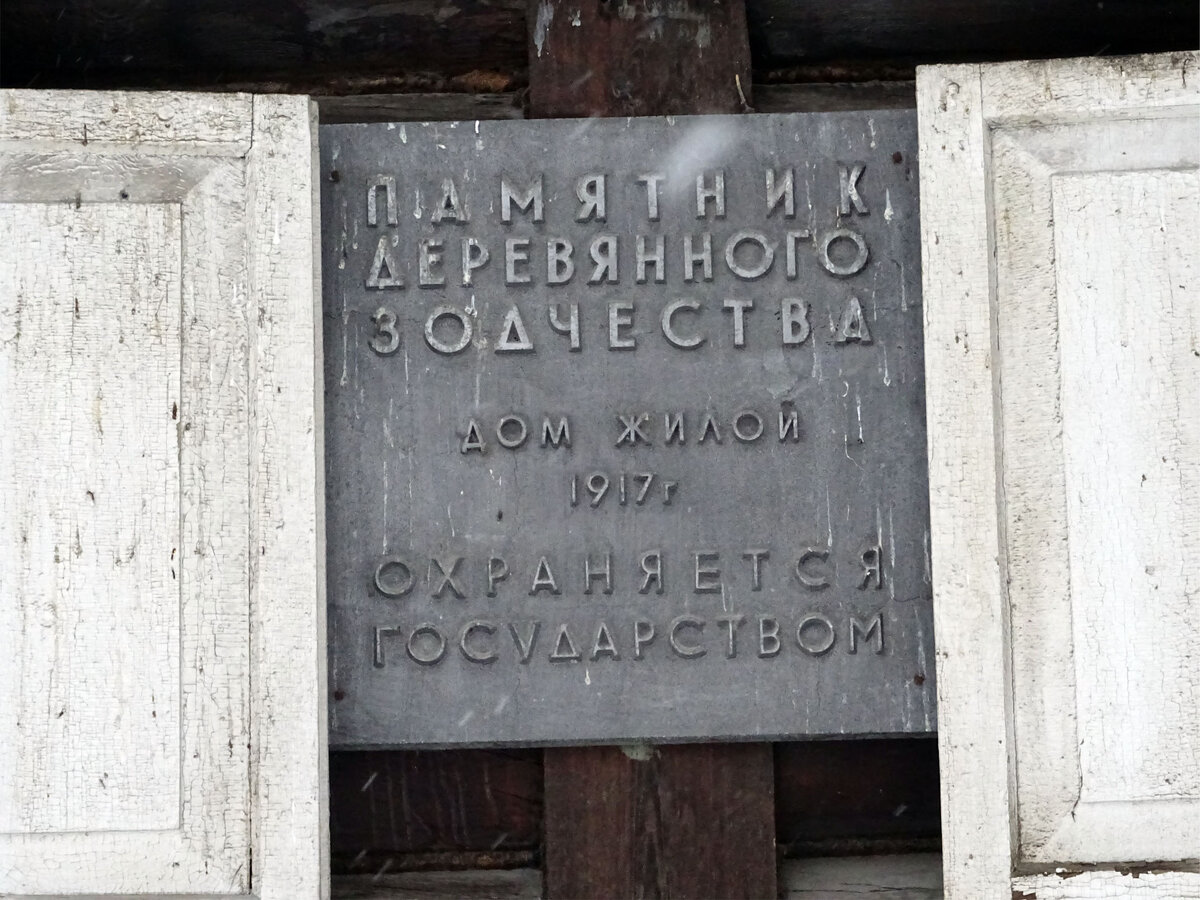 ПАМЯТНИК
ДЕРЕВЯННОГО
ЗОДЧЕСТВА
ДОМ ЖИЛОЙ
1917г
ОХРАНЯЕТСЯ
ГОСУДАРСТВОМ